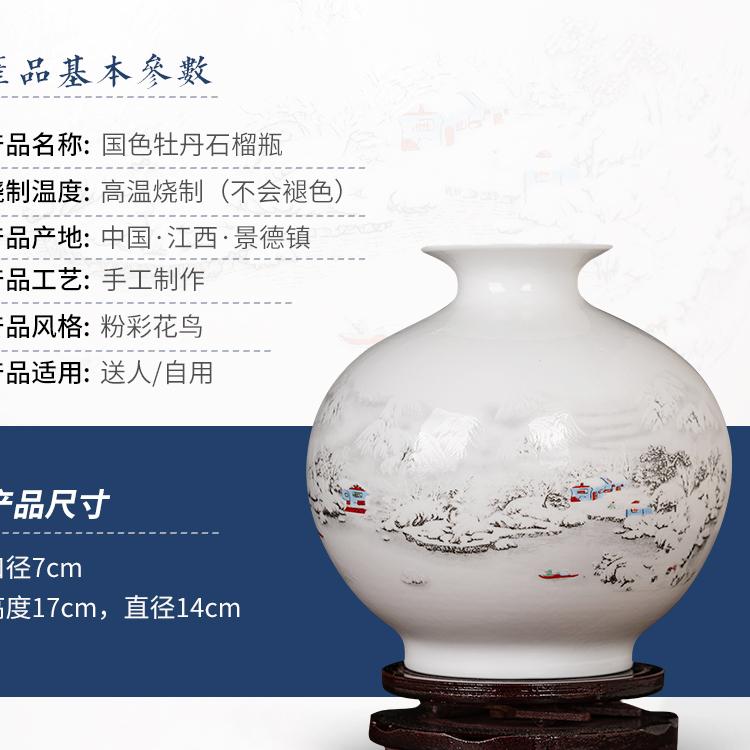 品基本參數
品名称: 国色牡丹石榴瓶
制温度: 高温烧制（不会褪色）
品产地: 中国·江西·景德镇
品工艺: 手工制作
品风格: 粉彩花鸟
品适用: 送人/自用
产品尺寸
径7cm
高度17cm，直径14cm